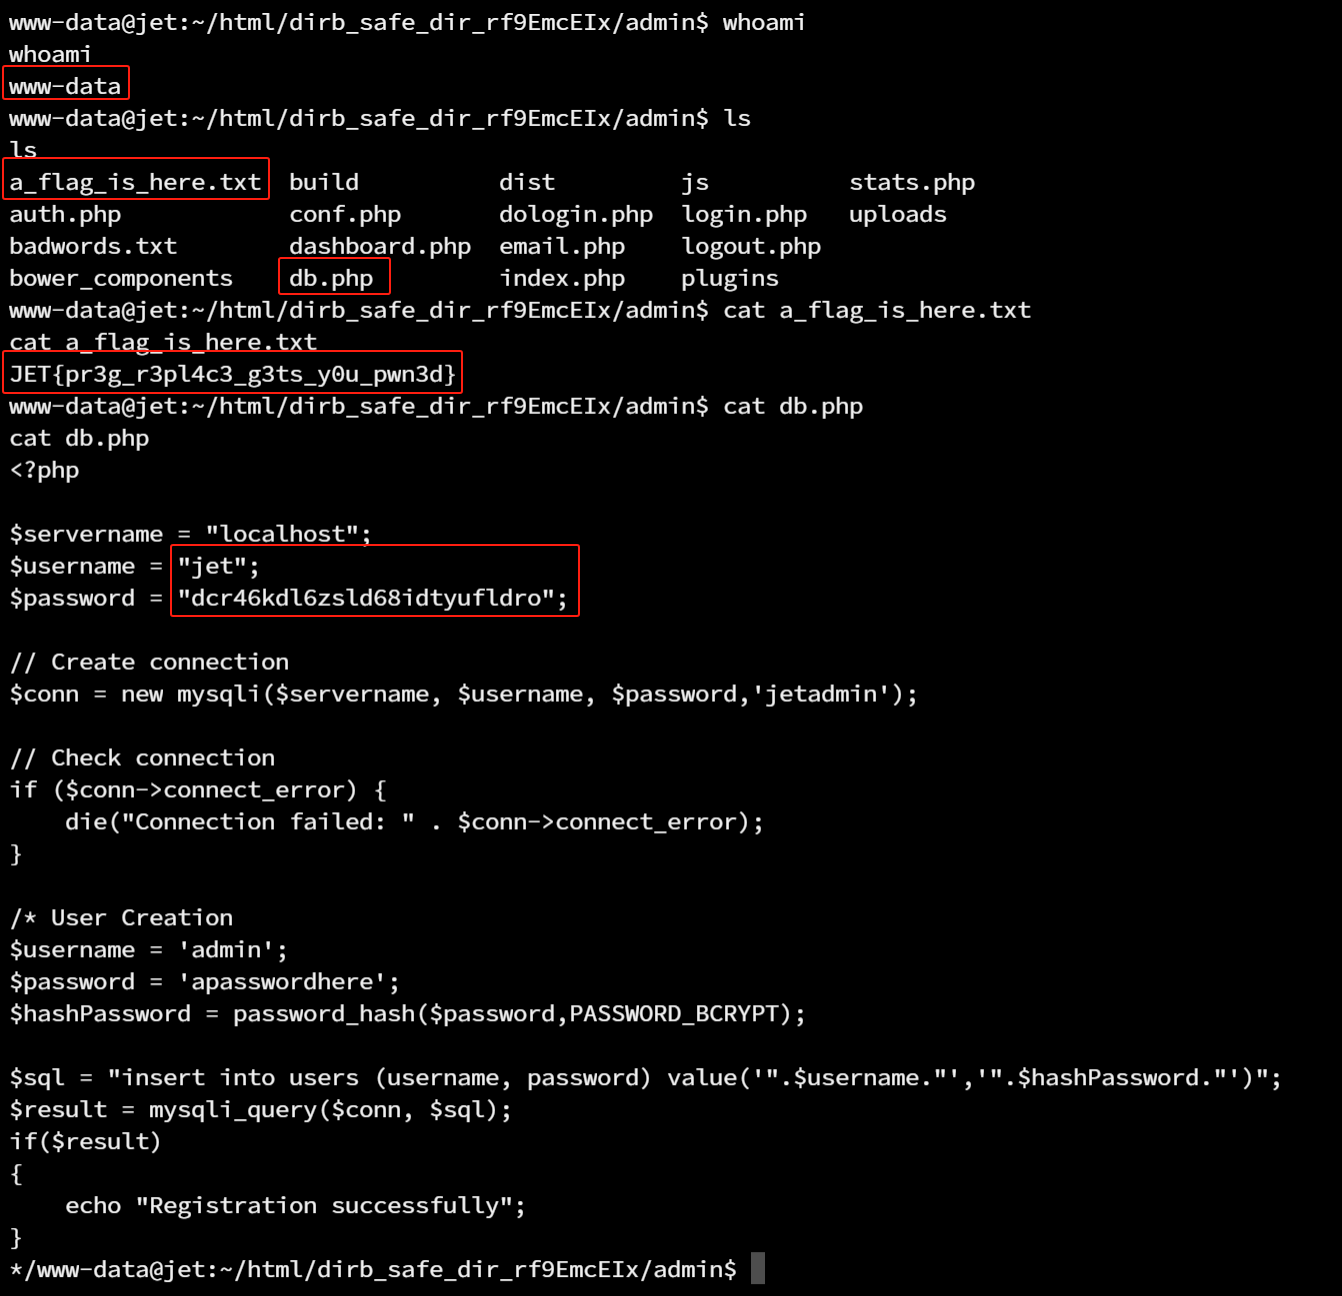 www-data@jet:~/html/dirb_safe_dir_rf9EmcEIx/admin$ whoami
whoami
www-data
www-data@jet:~/html/dirb_safe_dir_rf9EmcEIx/admin$ ls
ls
a_flag_is_here.txt  build          dist         js          stats.php
auth.php            conf.php       dologin.php  login.php   uploads
badwords.txt        dashboard.php  email.php    logout.php
bower_components    db.php         index.php    plugins
www-data@jet:~/html/dirb_safe_dir_rf9EmcEIx/admin$ cat a_flag_is_here.txt
cat a_flag_is_here.txt
JET{pr3g_r3pl4c3_g3ts_y0u_pwn3d}
www-data@jet:~/html/dirb_safe_dir_rf9EmcEIx/admin$ cat db.php
cat db.php
<?php

$servername = "localhost";
$username = "jet";
$password = "dcr46kdl6zsld68idtyufldro";

// Create connection
$conn = new mysqli($servername, $username, $password,'jetadmin');

// Check connection
if ($conn->connect_error) {
    die("Connection failed: " . $conn->connect_error);
}

/* User Creation
$username = 'admin';
$password = 'apasswordhere';
$hashPassword = password_hash($password,PASSWORD_BCRYPT);

$sql = "insert into users (username, password) value('".$username."','".$hashPassword."')";
$result = mysqli_query($conn, $sql);
if($result)
{
    echo "Registration successfully";
}
*/www-data@jet:~/html/dirb_safe_dir_rf9EmcEIx/admin$